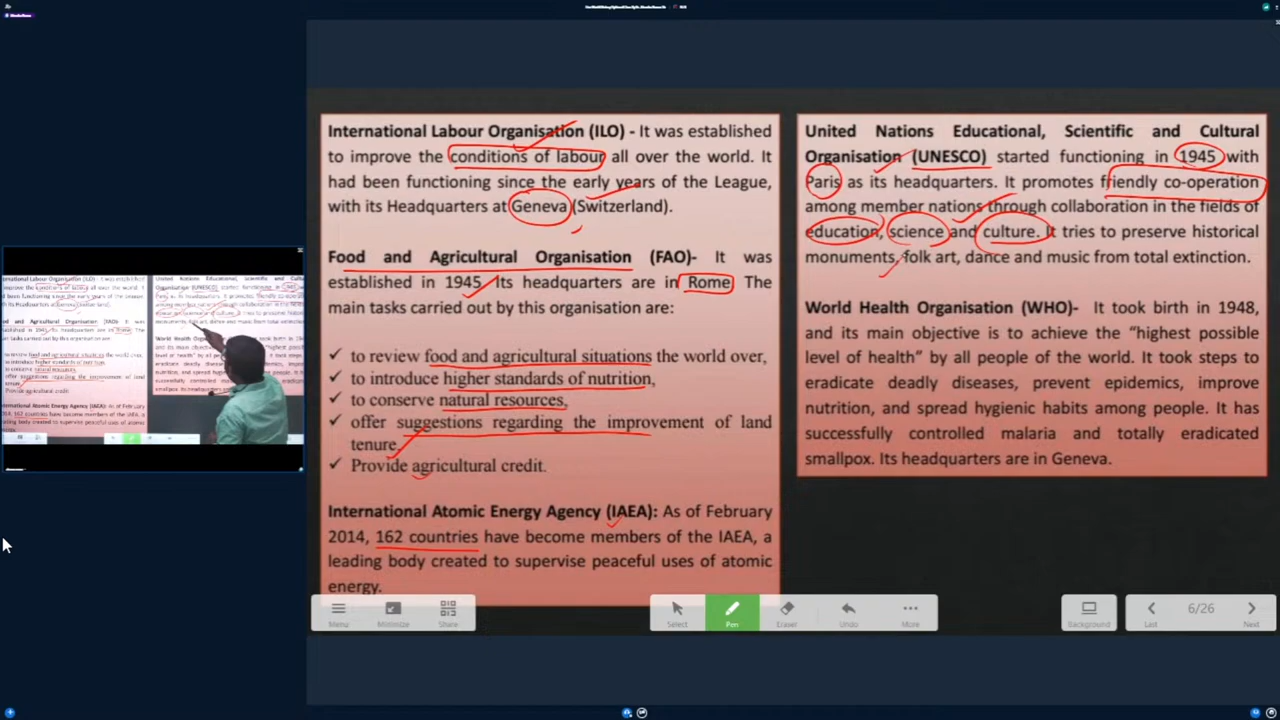 International Labour Organisation (ILO) - It was established
to improve the conditions of labour all over the world. It
had been functioning since the early years of the League,
with its Headquarters at Geneva (Switzerland).
Food and Agricultural Organisation (FAO)- It was
established in 1945. Its headquarters are in Rome The
main tasks carried out by this organisation are:
✓ to review food and agricultural situations the world over,
✓ to introduce higher standards of nutrition,
✓ to conserve natural resources,
✓ offer suggestions regarding the improvement of land
tenure.
✓ Provide agricultural credit.
International Atomic Energy Agency (IAEA): As of February
2014, 162 countries have become members of the IAEA, a
leading body created to supervise peaceful uses of atomic
energy.
United Nations Educational, Scientific and Cultural
Organisation (UNESCO) started functioning in 1945 with
Paris as its headquarters. It promotes friendly co-operation
among member nations through collaboration in the fields of
education, science and culture. It tries to preserve historical
monuments, folk art, dance and music from total extinction.
World Health Organisation (WHO)- It took birth in 1948,
and its main objective is to achieve the “highest possible
level of health” by all people of the world. It took steps to
eradicate deadly diseases, prevent epidemics, improve
nutrition, and spread hygienic habits among people. It has
successfully controlled malaria and totally eradicated
smallpox. Its headquarters are in Geneva.
Menu
Minimize
Share
Select
Pen
Eraser
Undo
More
Background
Last
6/26
Next